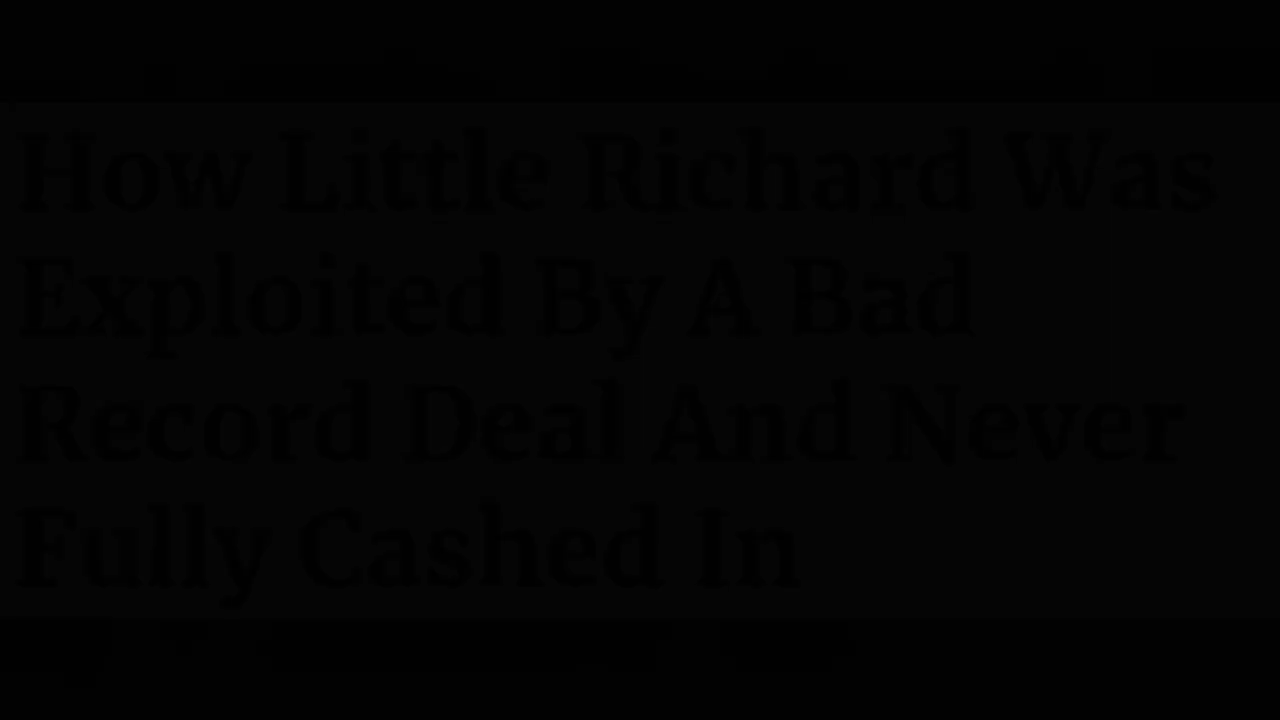 How Little Richard Was
Exploited By A Bad
Record Deal And Never
Fully Cashed In